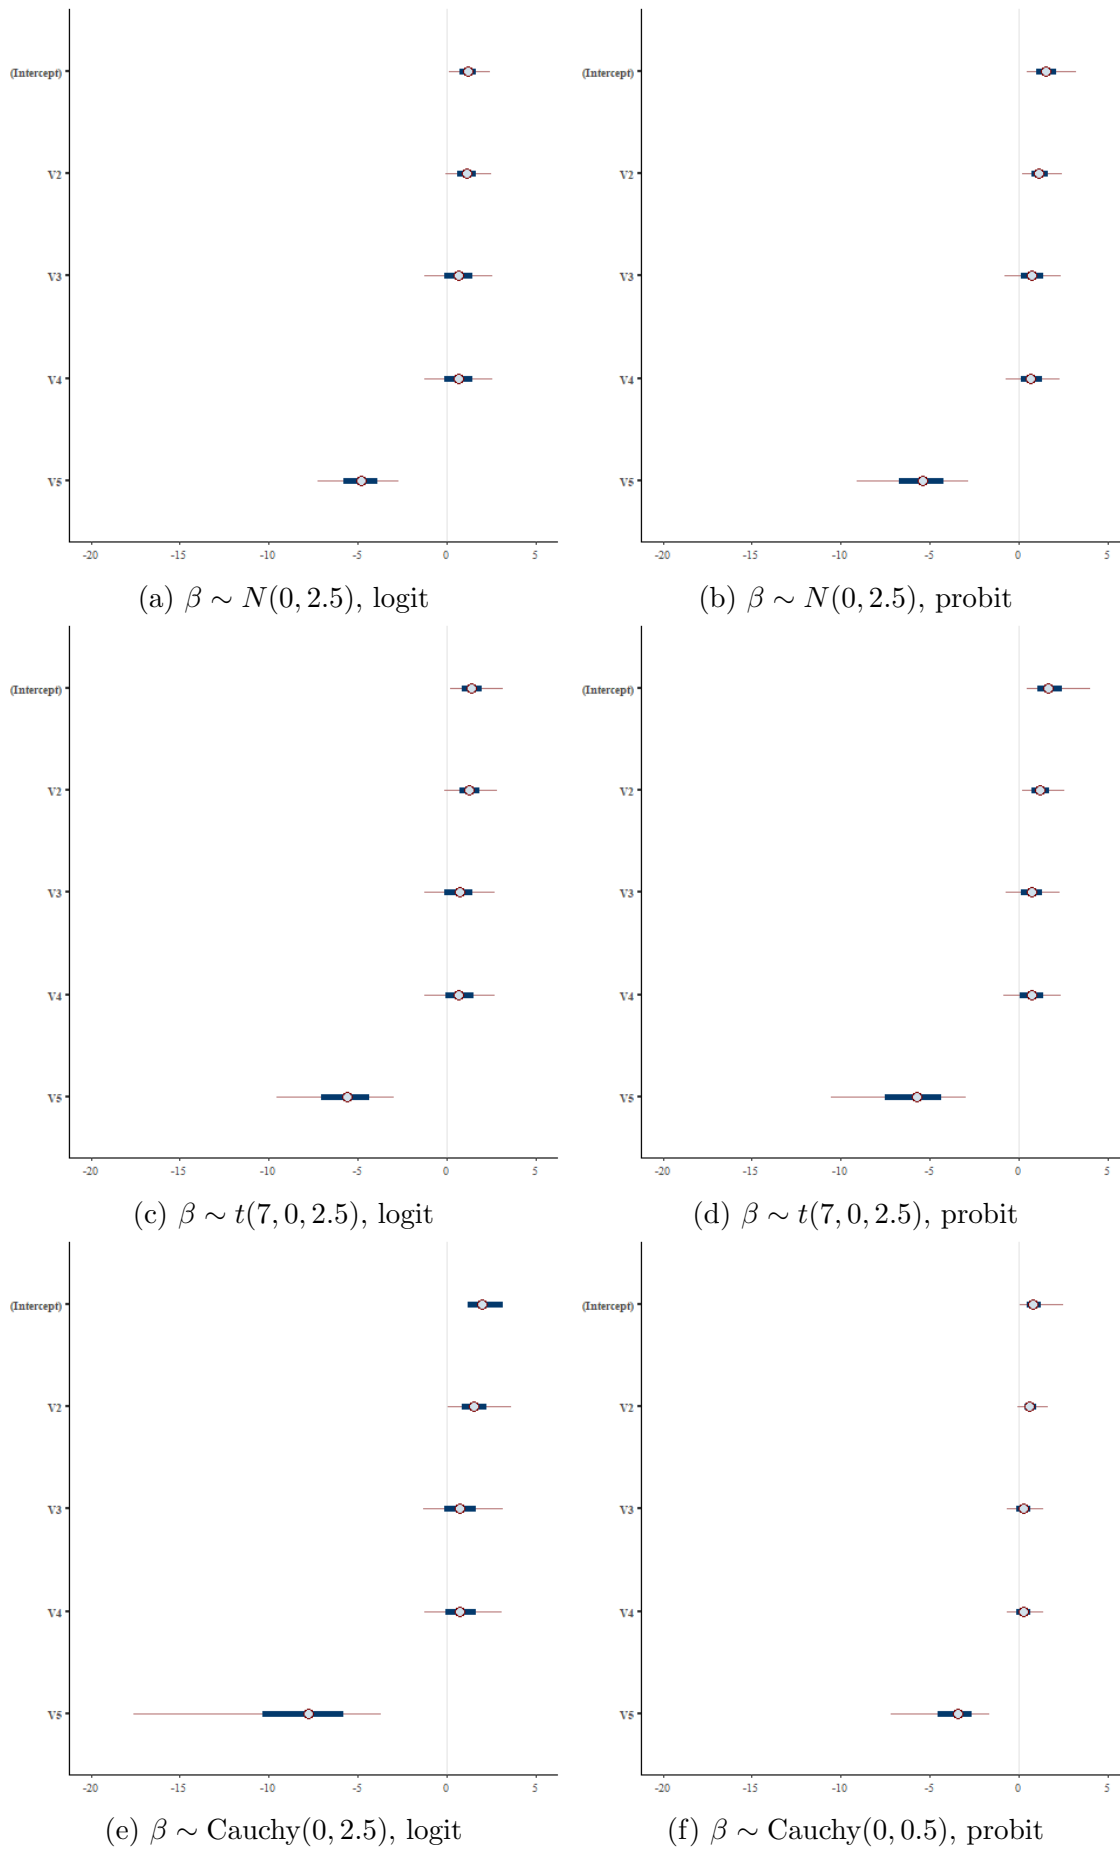 (Intercept)
V2
V3
V4
V5
-20 -15 -10 -5 0 5
(a) β ∼ N(0, 2.5), logit
(Intercept)
V2
V3
V4
V5
-20 -15 -10 -5 0 5
(b) β ∼ N(0, 2.5), probit
(Intercept)
V2
V3
V4
V5
-20 -15 -10 -5 0 5
(c) β ∼ t(7, 0, 2.5), logit
(Intercept)
V2
V3
V4
V5
-20 -15 -10 -5 0 5
(d) β ∼ t(7, 0, 2.5), probit
(Intercept)
V2
V3
V4
V5
-20 -15 -10 -5 0 5
(e) β ∼ Cauchy(0, 2.5), logit
(Intercept)
V2
V3
V4
V5
-20 -15 -10 -5 0 5
(f) β ∼ Cauchy(0, 0.5), probit